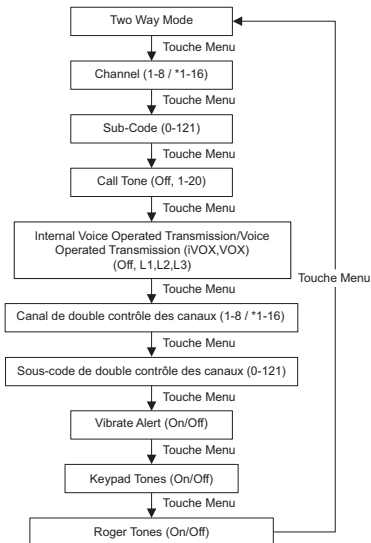 Two Way Mode
Touche Menu
Channel (1-8 / *1-16)
Touche Menu
Sub-Code (0-121)
Touche Menu
Call Tone (Off, 1-20)
Touche Menu
Internal Voice Operated Transmission/Voice
Operated Transmission (iVOX,VOX)
(Off, L1,L2,L3)
Touche Menu
Touche Menu
Canal de double contrôle des canaux (1-8 / *1-16)
Touche Menu
Sous-code de double contrôle des canaux (0-121)
Touche Menu
Vibrate Alert (On/Off)
Touche Menu
Keypad Tones (On/Off)
Touche Menu
Roger Tones (On/Off)